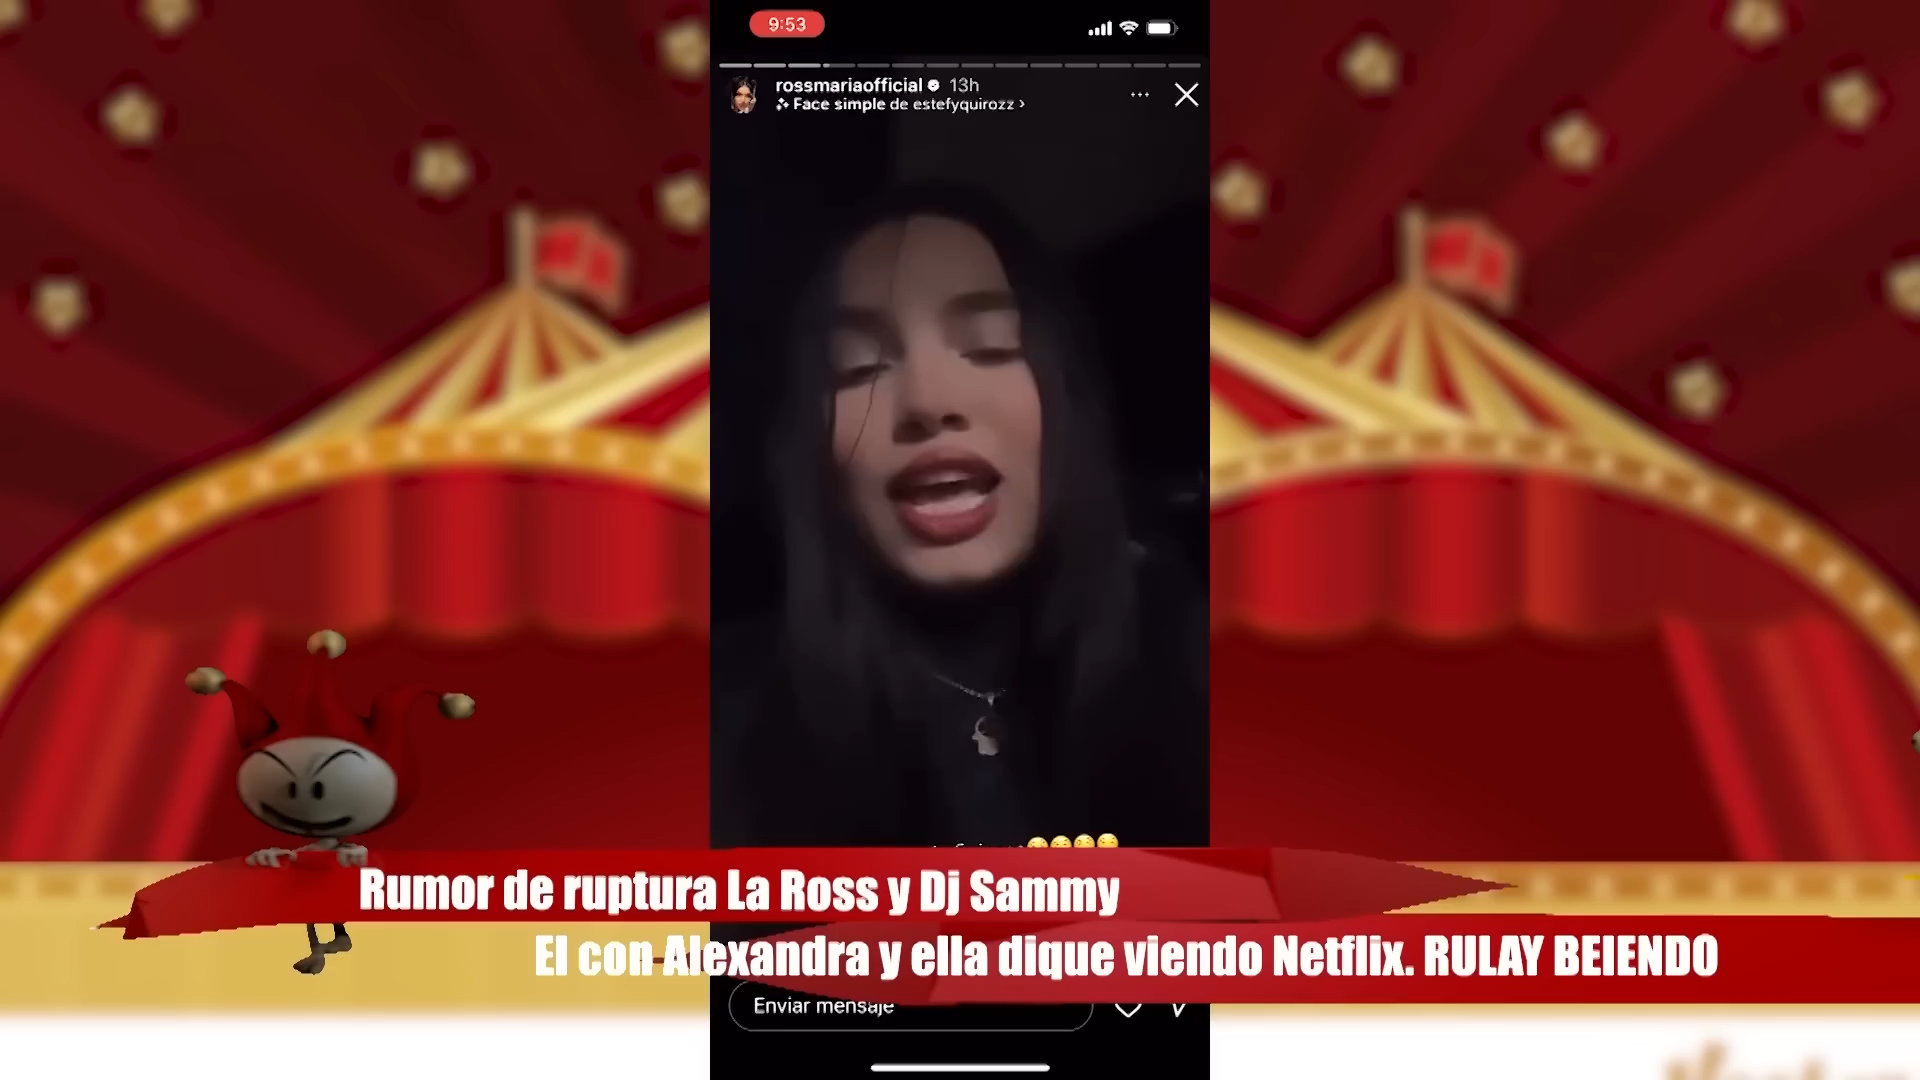 9:53
rossmariaofficial 13h
Face simple de estefyquirozz ›
Rumor de ruptura La Ross y Dj Sammy
El con Alexandra y ella dique viendo Netflix. RULAY BEIENDO
Enviar mensaje